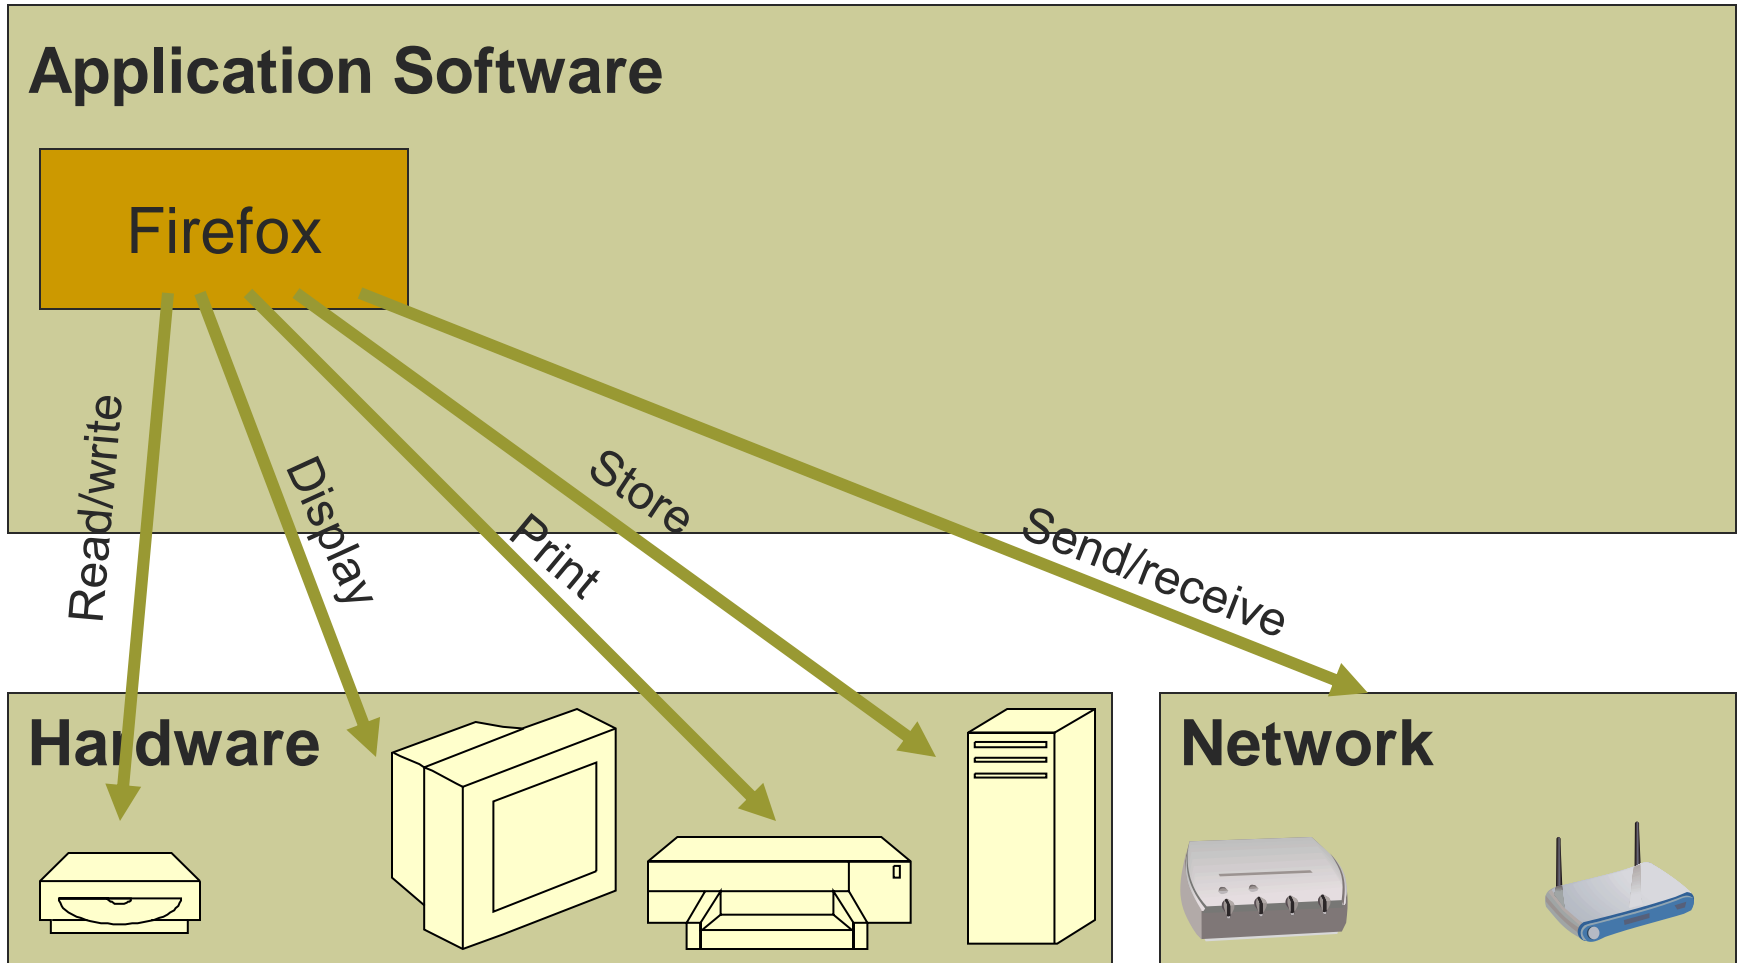 Application Software
Firefox
Read/write
Display
Print
Store
Send/receive
Hardware
Network